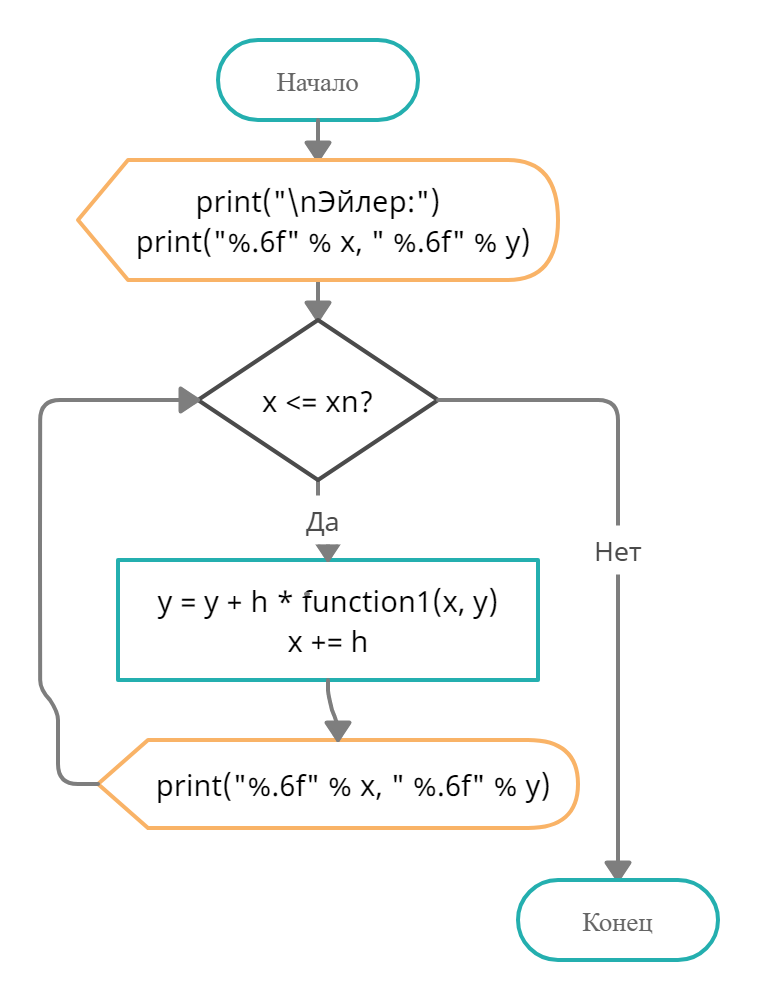 Начало
print("\nЭйлер:")
print("%.6f" % x, " %.6f" % y)
x <= xn?
Да
Нет
y = y + h * function1(x, y)
x += h
print("%.6f" % x, " %.6f" % y)
Конец